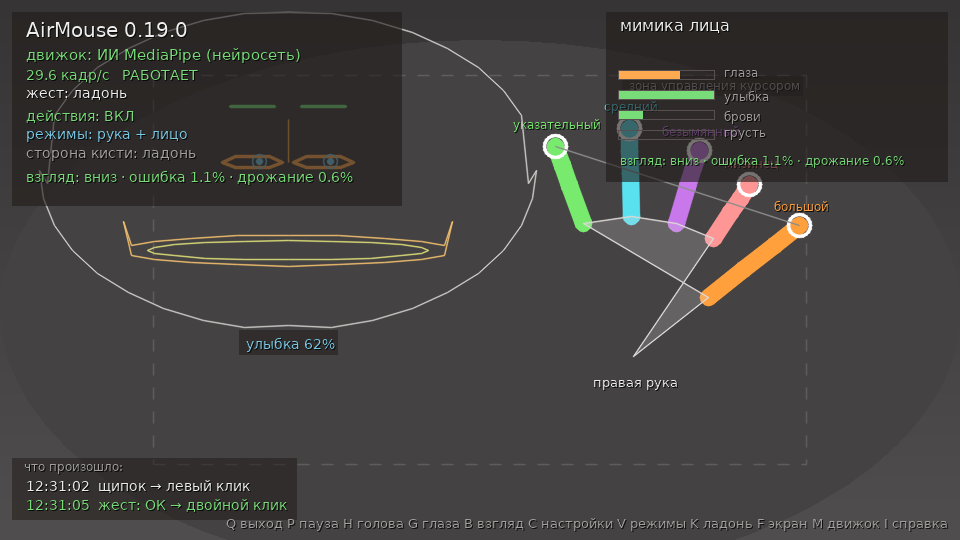 AirMouse 0.19.0
движок: ИИ MediaPipe (нейросеть)
29.6 кадр/с РАБОТАЕТ
жест: ладонь
действия: ВКЛ
режимы: рука + лицо
сторона кисти: ладонь
взгляд: вниз · ошибка 1.1% · дрожание 0.6%
мимика лица
глаза
зона управления курсором
улыбка
средний
брови
указательный
грусть
взгляд: вниз · ошибка 1.1% · дрожание 0.6%
большой
улыбка 62%
правая рука
что произошло:
12:31:02 щипок → левый клик
12:31:05 жест: ОК → двойной клик
Q выход P пауза H голова G глаза B взгляд C настройки V режимы K ладонь F экран M движок I справка